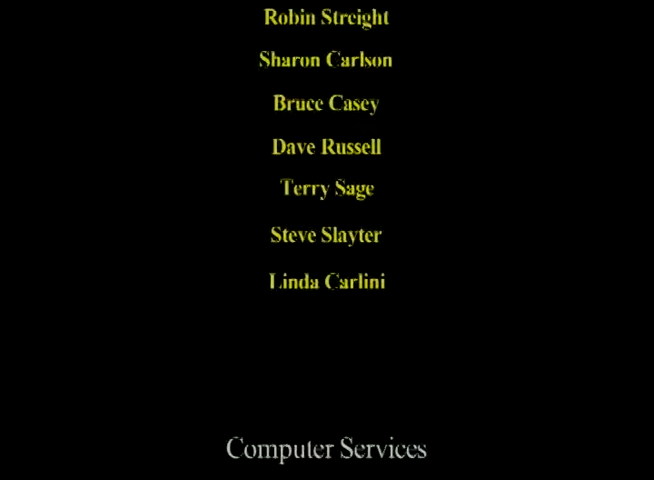 Robin Streight
Sharon Carlson
Bruce Casey
Dave Russell
Terry Sage
Steve Slayter
Linda Carlini
Computer Services